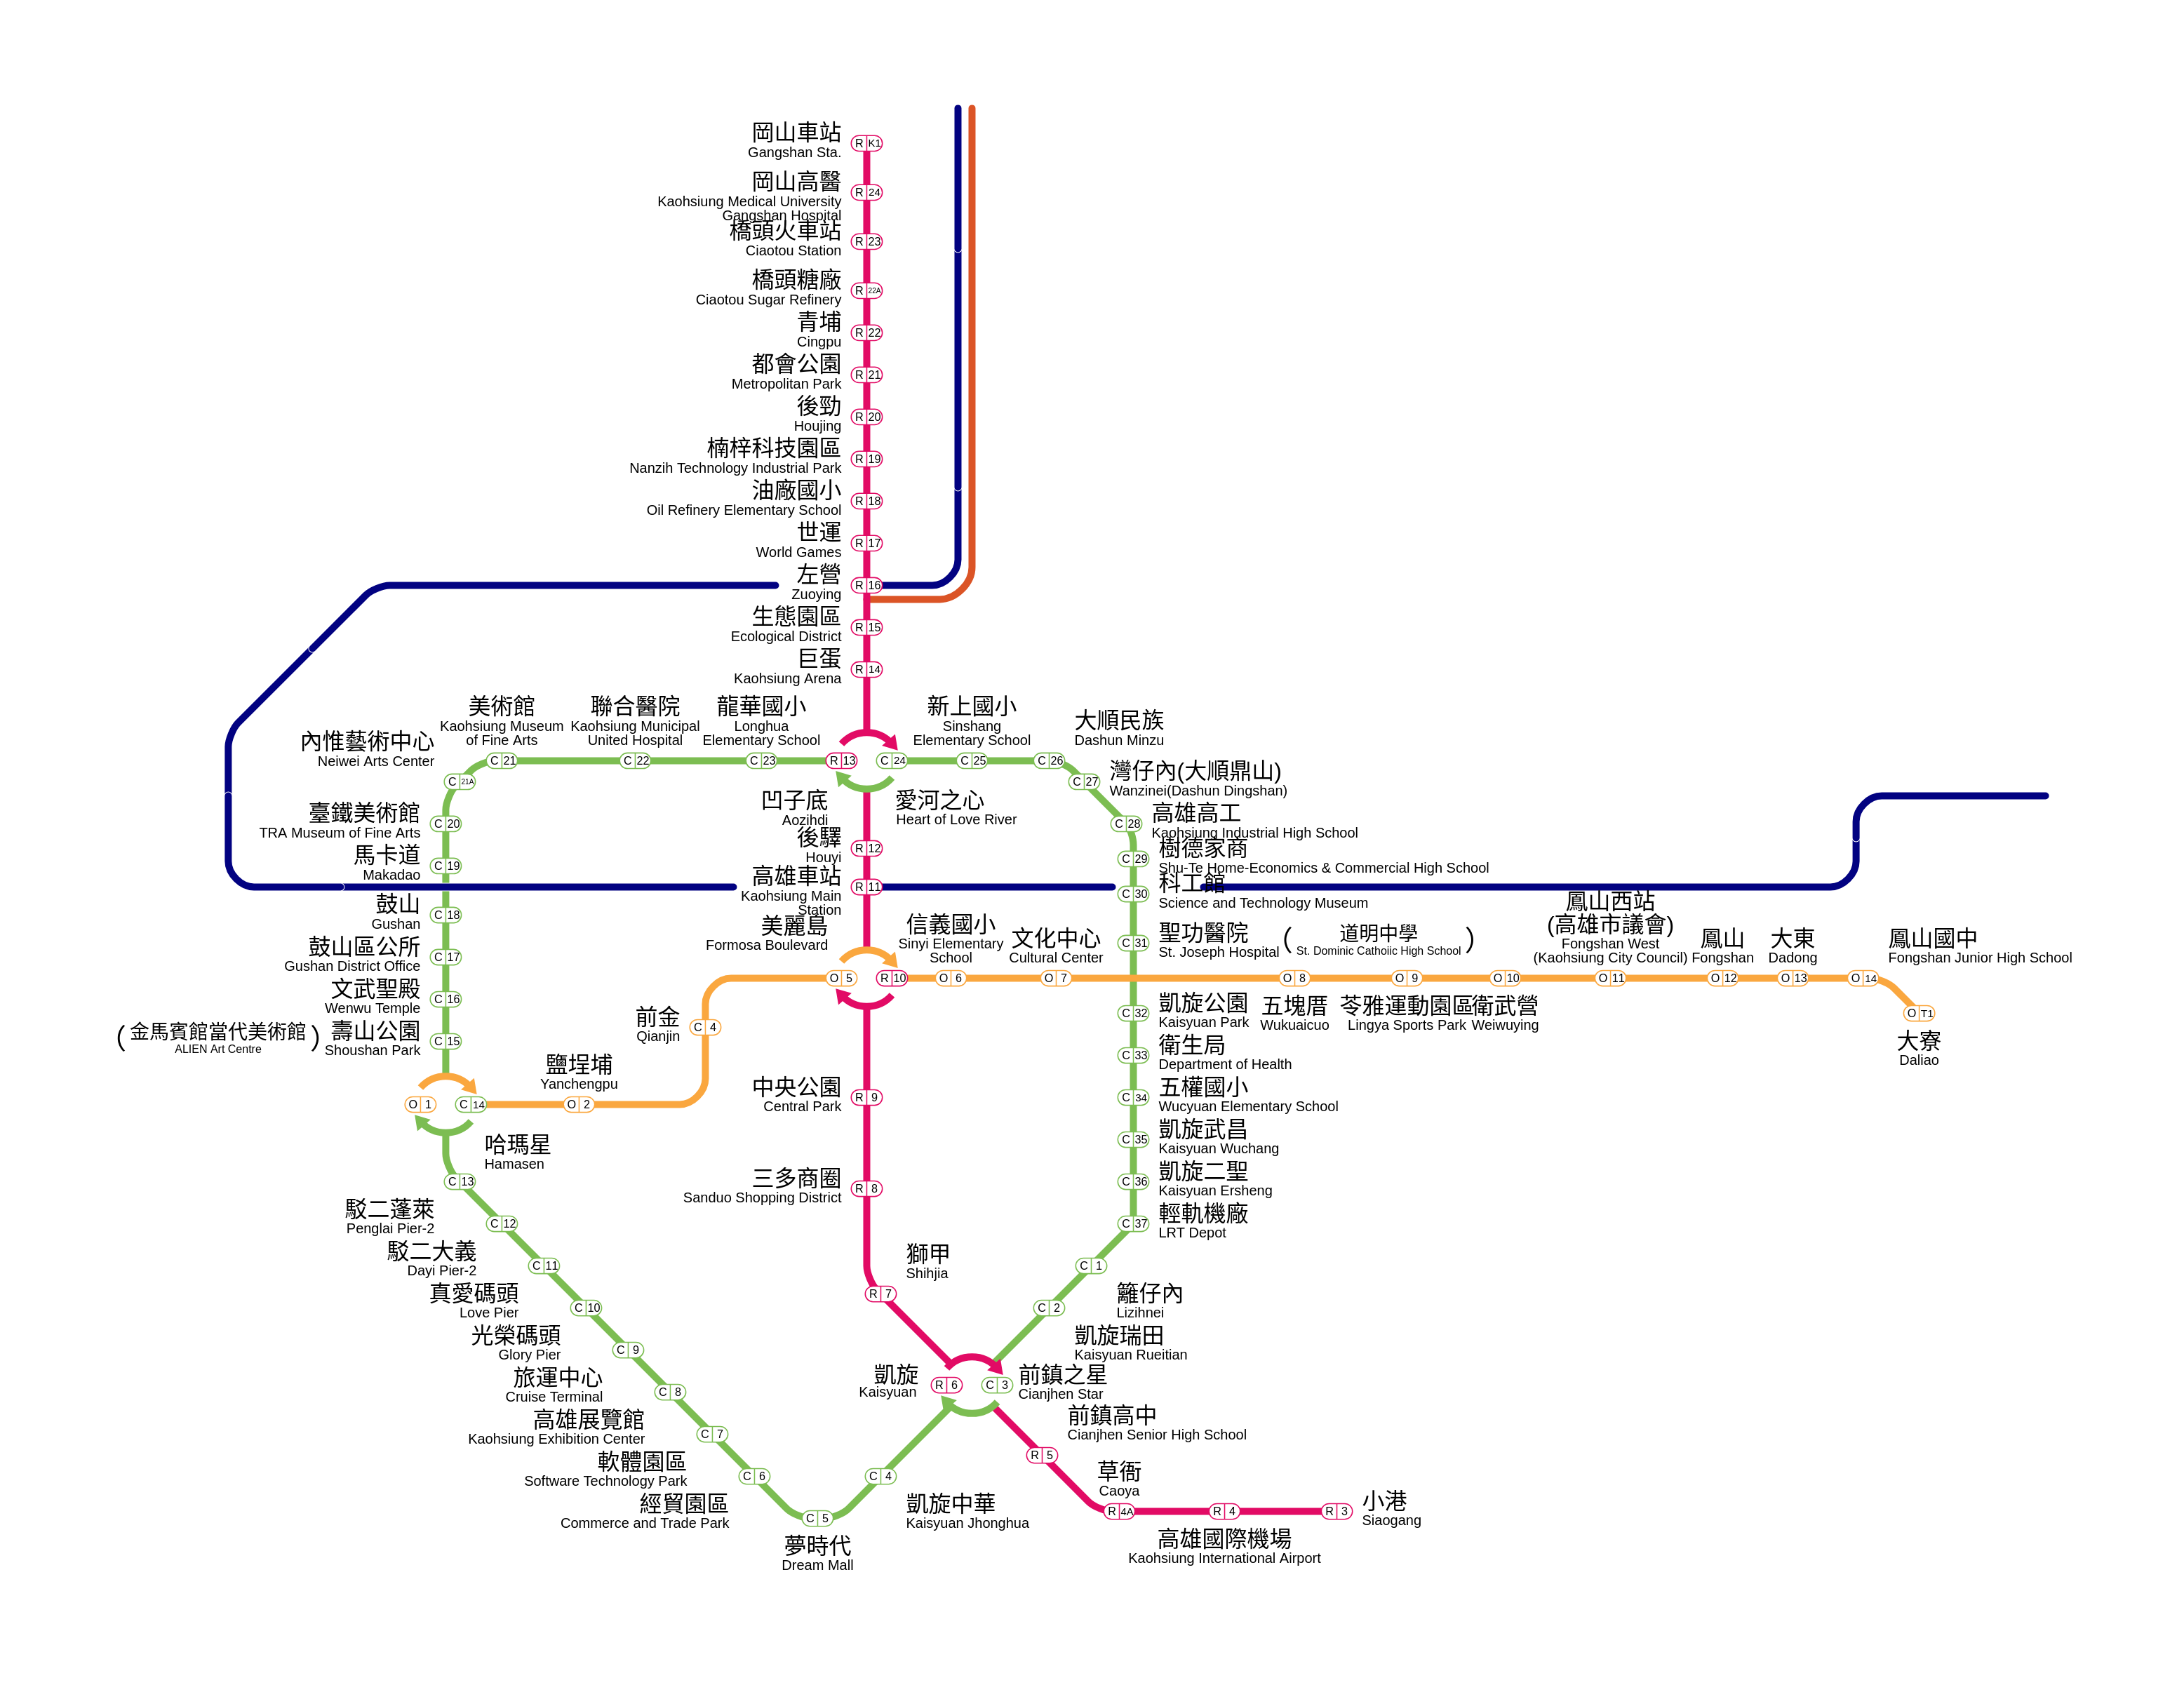 岡山車站
Gangshan Sta.
R K1
岡山高醫
Kaohsiung Medical University
Gangshan Hospital
R 24
橋頭火車站
Ciaotou Station
R 23
橋頭糖廠
Ciaotou Sugar Refinery
R 22A
青埔
Cingpu
R 22
都會公園
Metropolitan Park
R 21
後勁
Houjing
R 20
楠梓科技園區
Nanzih Technology Industrial Park
R 19
油廠國小
Oil Refinery Elementary School
R 18
世運
World Games
R 17
左營
Zuoying
R 16
生態園區
Ecological District
R 15
巨蛋
Kaohsiung Arena
R 14
內惟藝術中心
Neiwei Arts Center
C 21A
美術館
Kaohsiung Museum
of Fine Arts
C 21
聯合醫院
Kaohsiung Municipal
United Hospital
C 22
龍華國小
Longhua
Elementary School
C 23
R 13
C 24
新上國小
Sinshang
Elementary School
C 25
大順民族
Dashun Minzu
C 26
灣仔內(大順鼎山)
Wanzinei(Dashun Dingshan)
C 27
凹子底
Aozihdi
愛河之心
Heart of Love River
高雄高工
Kaohsiung Industrial High School
C 28
臺鐵美術館
TRA Museum of Fine Arts
C 20
後驛
Houyi
R 12
樹德家商
Shu-Te Home-Economics & Commercial High School
C 29
馬卡道
Makadao
C 19
高雄車站
Kaohsiung Main
Station
R 11
科工館
Science and Technology Museum
C 30
鼓山
Gushan
C 18
美麗島
Formosa Boulevard
O 5
R 10
信義國小
Sinyi Elementary
School
O 6
文化中心
Cultural Center
O 7
聖功醫院
St. Joseph Hospital
C 31
(道明中學)
St. Dominic Cathoiic High School
鳳山西站
(高雄市議會)
Fongshan West
(Kaohsiung City Council)
O 11
鳳山
Fongshan
O 12
大東
Dadong
O 13
鳳山國中
Fongshan Junior High School
O 14
鼓山區公所
Gushan District Office
C 17
文武聖殿
Wenwu Temple
C 16
(金馬賓館當代美術館)
ALIEN Art Centre
壽山公園
Shoushan Park
C 15
前金
Qianjin
C 4
凱旋公園
Kaisyuan Park
C 32
五塊厝
Wukuaicuo
O 8
苓雅運動園區
Lingya Sports Park
O 9
衛武營
Weiwuying
O 10
O T1
大寮
Daliao
衛生局
Department of Health
C 33
鹽埕埔
Yanchengpu
O 2
O 1
C 14
哈瑪星
Hamasen
中央公園
Central Park
R 9
五權國小
Wucyuan Elementary School
C 34
凱旋武昌
Kaisyuan Wuchang
C 35
三多商圈
Sanduo Shopping District
R 8
凱旋二聖
Kaisyuan Ersheng
C 36
輕軌機廠
LRT Depot
C 37
C 13
駁二蓬萊
Penglai Pier-2
C 12
駁二大義
Dayi Pier-2
C 11
真愛碼頭
Love Pier
C 10
光榮碼頭
Glory Pier
C 9
旅運中心
Cruise Terminal
C 8
高雄展覽館
Kaohsiung Exhibition Center
C 7
軟體園區
Software Technology Park
C 6
經貿園區
Commerce and Trade Park
C 5
夢時代
Dream Mall
獅甲
Shihjia
R 7
C 1
籬仔內
Lizihnei
C 2
凱旋瑞田
Kaisyuan Rueitian
凱旋
Kaisyuan
R 6
C 3
前鎮之星
Cianjhen Star
C 4
凱旋中華
Kaisyuan Jhonghua
前鎮高中
Cianjhen Senior High School
R 5
草衙
Caoya
R 4A
R 4
高雄國際機場
Kaohsiung International Airport
R 3
小港
Siaogang